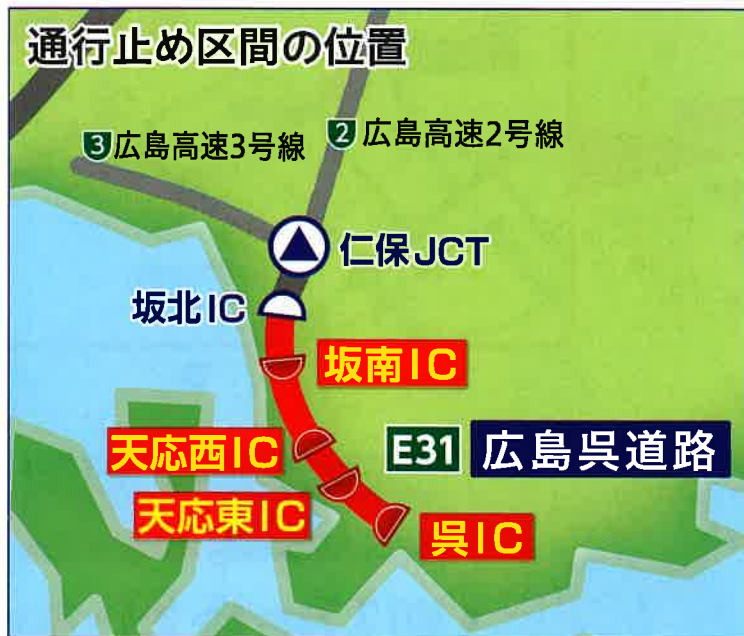 通行止め区間の位置
3 広島高速3号線
2 広島高速2号線
仁保JCT
坂北IC
坂南IC
天応西IC
E31 広島呉道路
天応東IC
呉IC